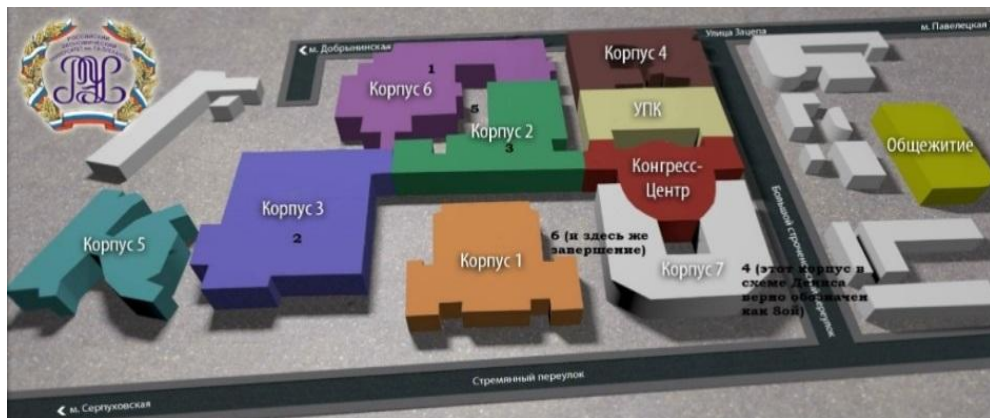 РОССИЙСКИЙ
ЭКОНОМИЧЕСКИЙ
м. Добрынинская
Улица Зацепа
м. Павелецкая
Корпус 4
1
Корпус 6
УПК
5
Корпус 2
3
Общежитие
Конгресс-
Центр
Корпус 3
2
Корпус 5
6 (и здесь же
завершение)
Корпус 1
Корпус 7
4 (этот корпус в
схеме Дениса
верно обозначен
как 8ой)
Большой строченовский переулок
Стремянный переулок
м. Серпуховская